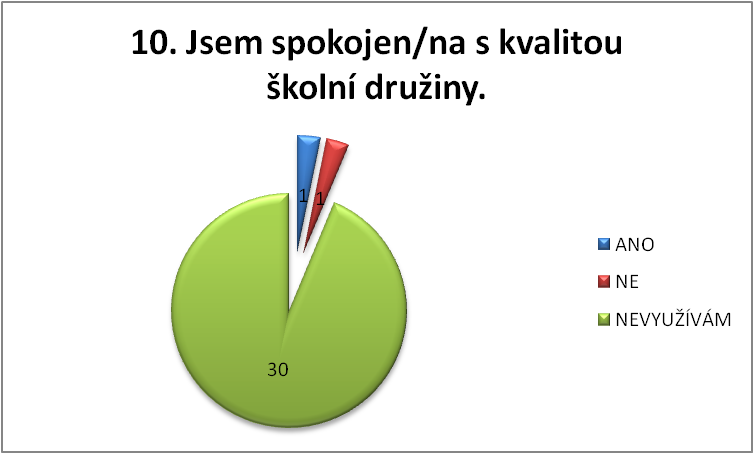 10. Jsem spokojen/na s kvalitou
školní družiny.
1
1
30
ANO
NE
NEVYUŽÍVÁM